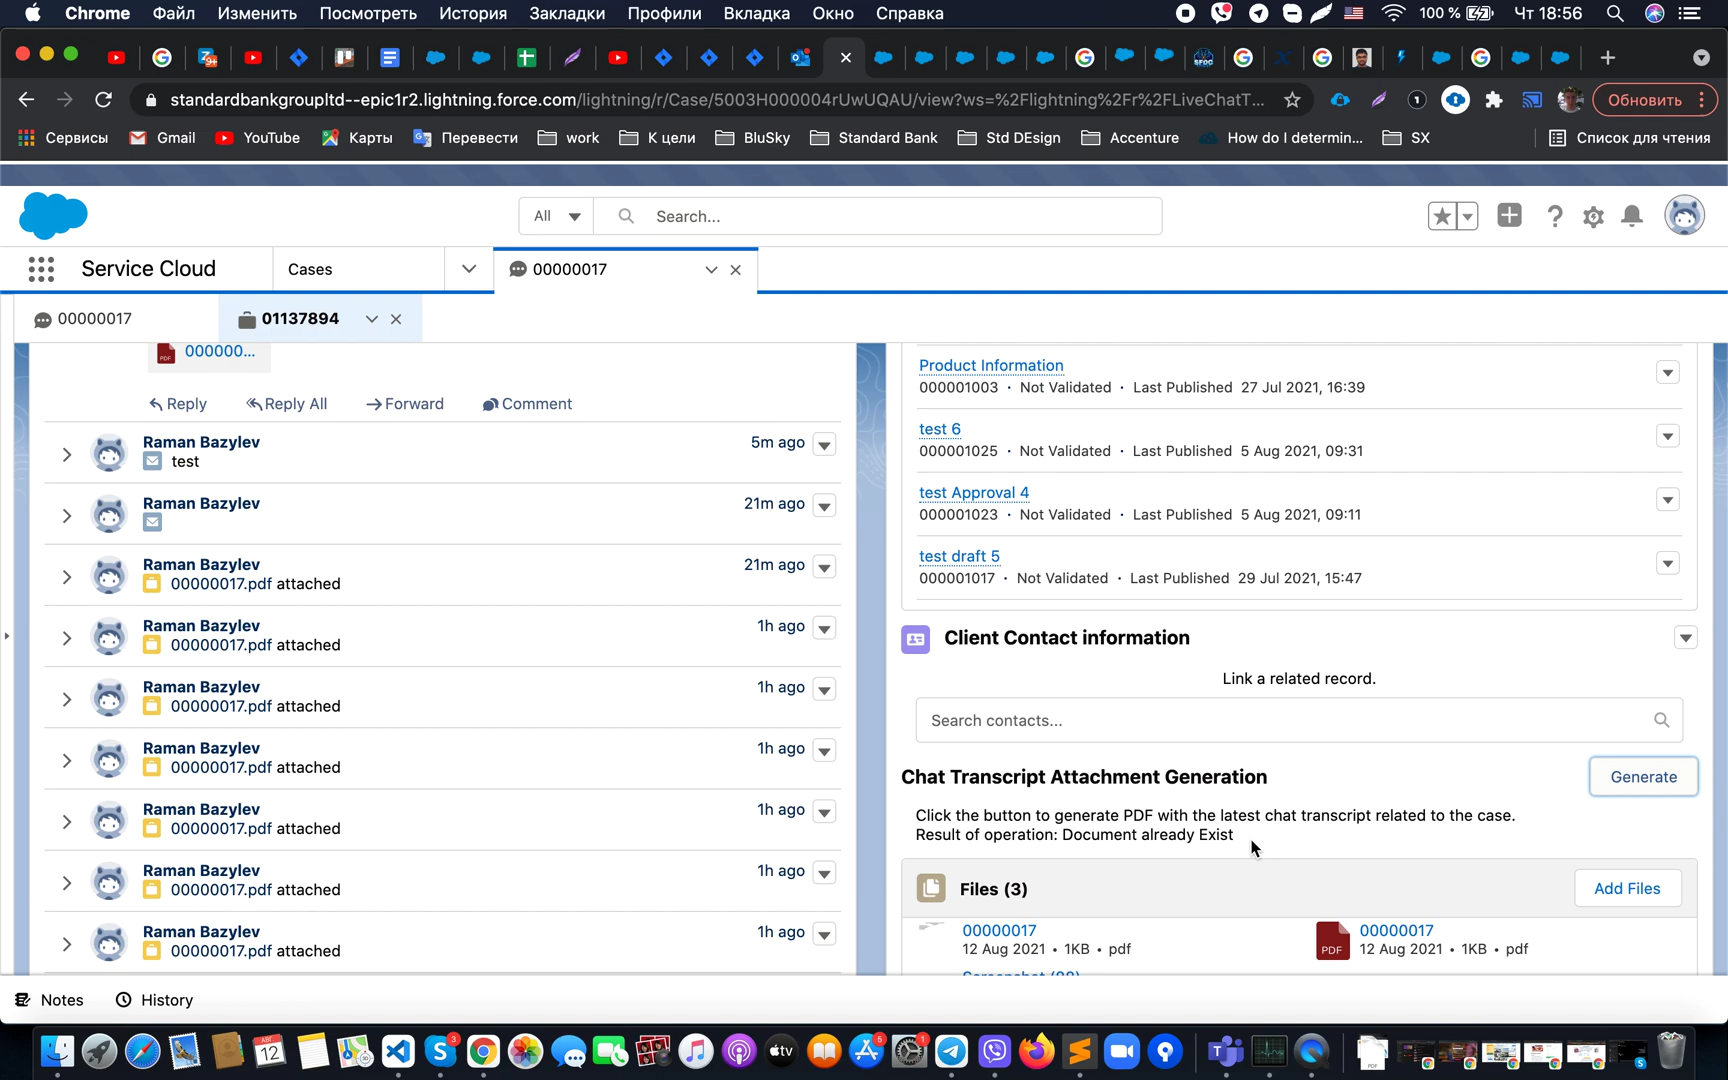 Chrome Файл Изменить Посмотреть История Закладки Профили Вкладка Окно Справка 100 % Чт 18:56
standardbankgroupltd--epic1r2.lightning.force.com/lightning/r/Case/5003H000004rUwUQAU/view?ws=%2Flightning%2Fr%2FLiveChatT... Обновить
Сервисы Gmail YouTube Карты Перевести work К цели BluSky Standard Bank Std DEsign Accenture How do I determin... SX Список для чтения
All Search...
Service Cloud Cases 00000017
00000017 01137894
000000...
Reply Reply All Forward Comment
Raman Bazylev 5m ago
test
Raman Bazylev 21m ago
Raman Bazylev 21m ago
00000017.pdf attached
Raman Bazylev 1h ago
00000017.pdf attached
Raman Bazylev 1h ago
00000017.pdf attached
Raman Bazylev 1h ago
00000017.pdf attached
Raman Bazylev 1h ago
00000017.pdf attached
Raman Bazylev 1h ago
00000017.pdf attached
Raman Bazylev 1h ago
00000017.pdf attached
Product Information
000001003 • Not Validated • Last Published 27 Jul 2021, 16:39
test 6
000001025 • Not Validated • Last Published 5 Aug 2021, 09:31
test Approval 4
000001023 • Not Validated • Last Published 5 Aug 2021, 09:11
test draft 5
000001017 • Not Validated • Last Published 29 Jul 2021, 15:47
Client Contact information
Link a related record.
Search contacts...
Chat Transcript Attachment Generation Generate
Click the button to generate PDF with the latest chat transcript related to the case.
Result of operation: Document already Exist
Files (3) Add Files
00000017 00000017
12 Aug 2021 • 1KB • pdf PDF 12 Aug 2021 • 1KB • pdf
Notes History